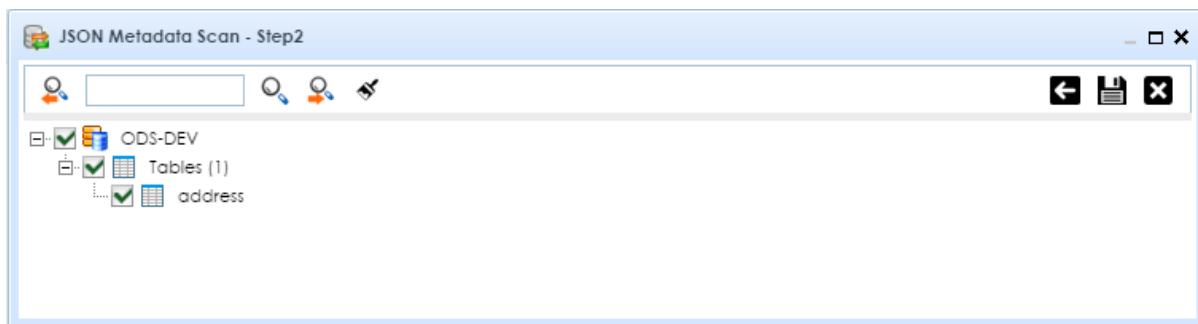 JSON Metadata Scan - Step2
ODS-DEV
Tables (1)
address